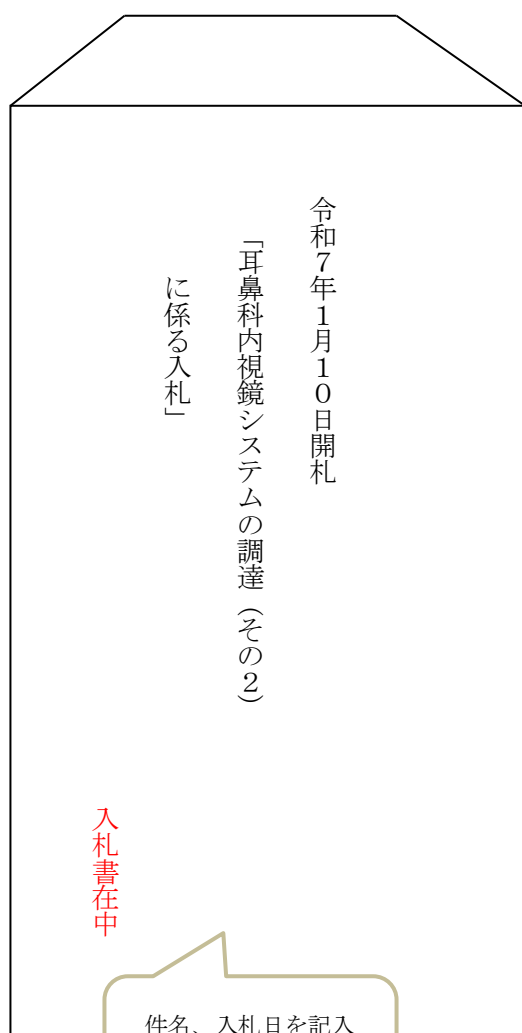 令和７年１月１０日開札
「耳鼻科内視鏡システムの調達（その２）
に係る入札」
入札書在中
件名、入札日を記入